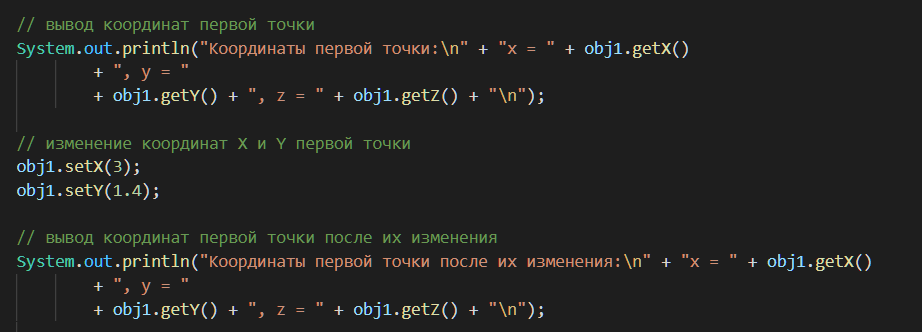 // вывод координат первой точки
System.out.println("Координаты первой точки:\n" + "x = " + obj1.getX()
+ ", y = "
+ obj1.getY() + ", z = " + obj1.getZ() + "\n");
// изменение координат X и Y первой точки
obj1.setX(3);
obj1.setY(1.4);
// вывод координат первой точки после их изменения
System.out.println("Координаты первой точки после их изменения:\n" + "x = " + obj1.getX()
+ ", y = "
+ obj1.getY() + ", z = " + obj1.getZ() + "\n");